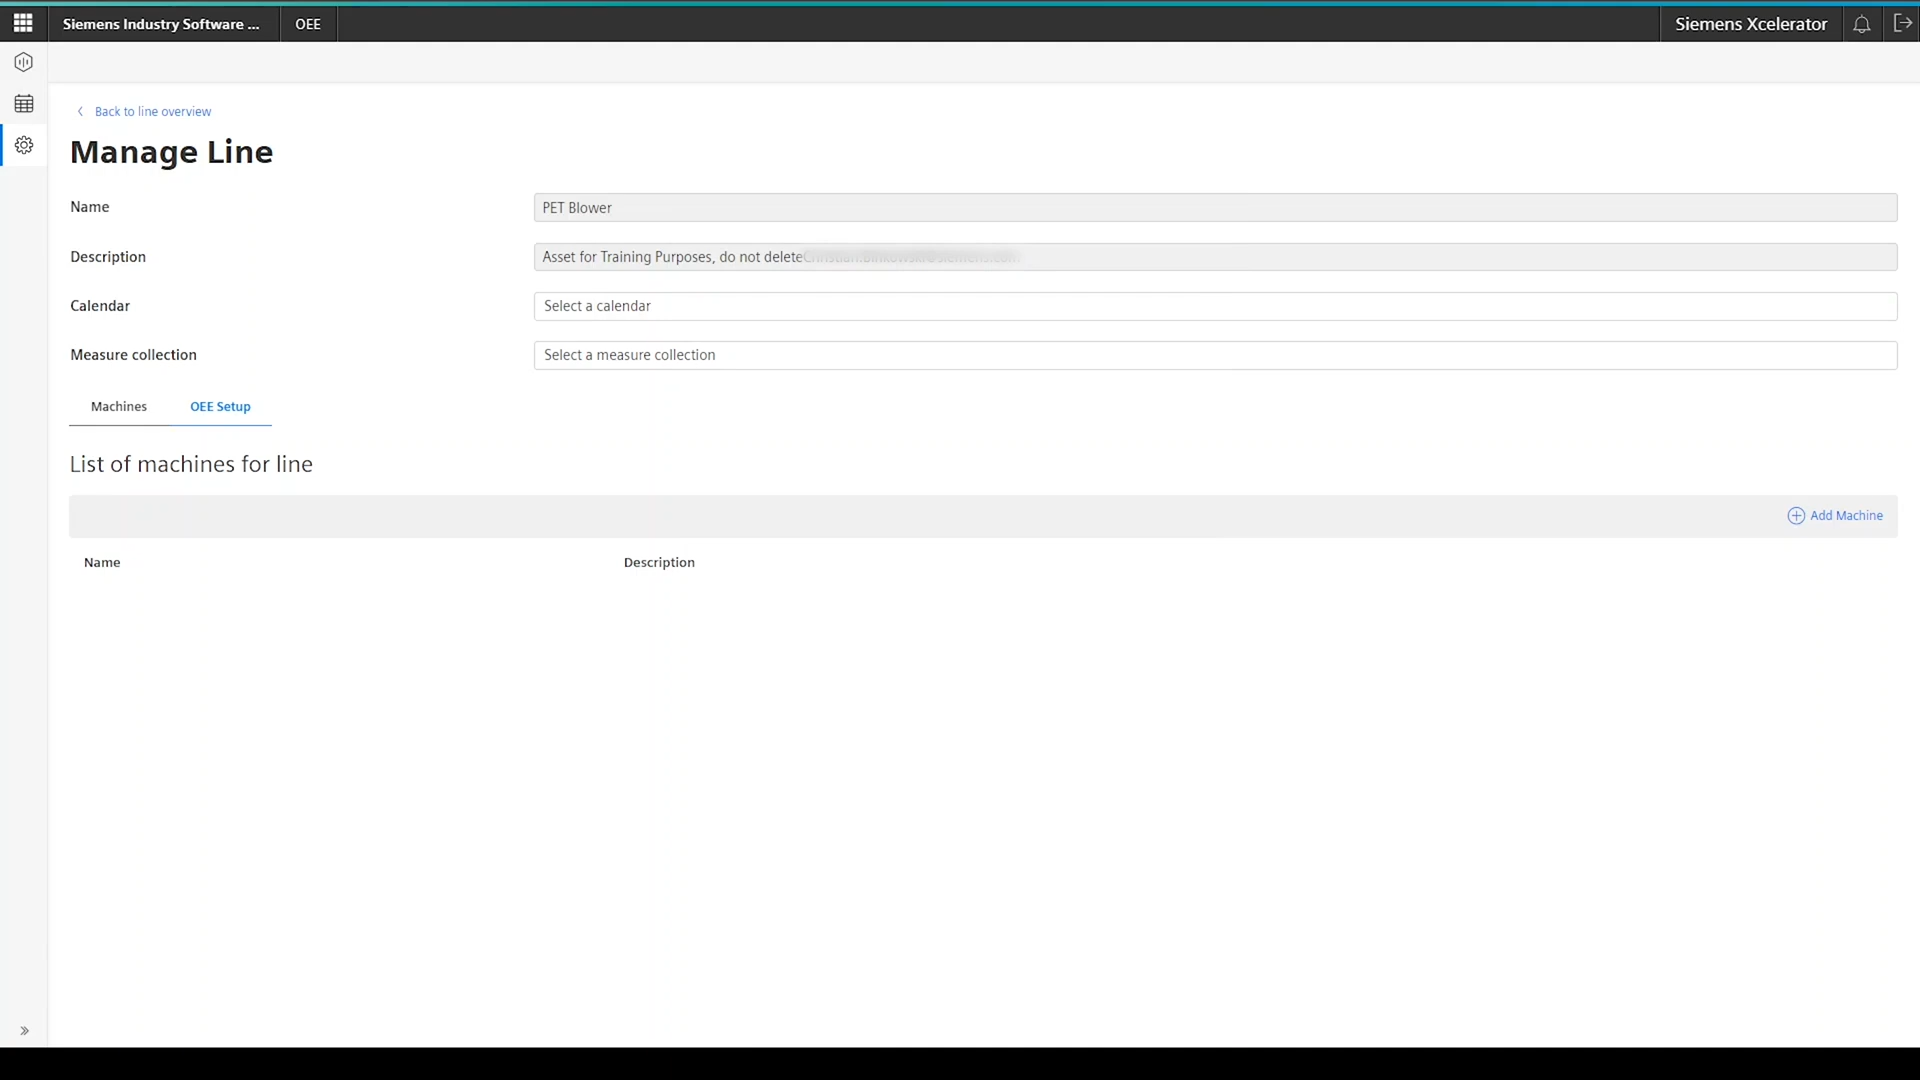 Siemens Industry Software ... OEE Siemens Xcelerator
Back to line overview
Manage Line
Name PET Blower
Description Asset for Training Purposes, do not delete
Calendar Select a calendar
Measure collection Select a measure collection
Machines OEE Setup
List of machines for line
Add Machine
Name Description